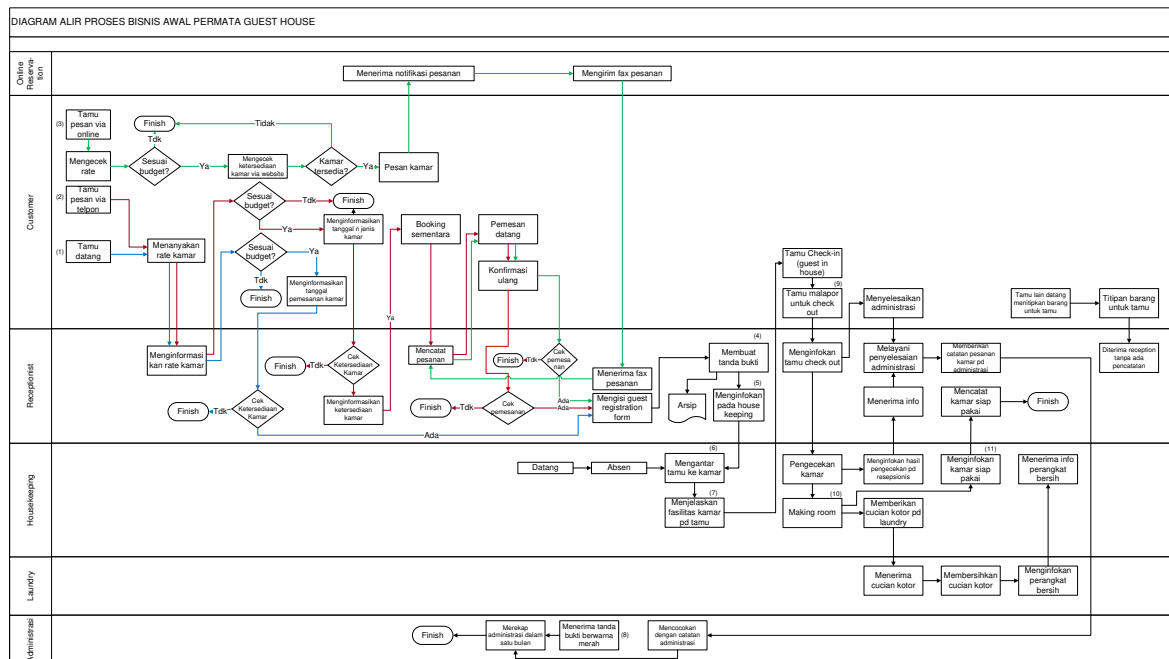 DIAGRAM ALIR PROSES BISNIS AWAL PERMATA GUEST HOUSE
Online
Reserva-
tion
Menerima notifikasi pesanan
Mengirim fax pesanan
Customer
(3)
Tamu
pesan via
online
Finish
Tidak
Tdk
Mengecek
rate
Sesuai
budget?
Ya
Mengecek
ketersediaan
kamar via website
Kamar
tersedia?
Ya
Pesan kamar
(2)
Tamu
pesan via
telpon
Sesuai
budget?
Tdk
Finish
Ya
Menginformasikan
tanggal n jenis
kamar
Booking
sementara
Pemesan
datang
(1)
Tamu
datang
Menanyakan
rate kamar
Sesuai
budget?
Ya
Tdk
Finish
Menginformasikan
tanggal
pemesanan kamar
Konfirmasi
ulang
Tamu Check-in
(guest in
house)
(9)
Tamu malapor
untuk check
out
Menyelesaikan
administrasi
Tamu lain datang
menitipkan barang
untuk tamu
Titipan barang
untuk tamu
Ya
Receptionist
Menginformasi
kan rate kamar
Finish
Tdk
Cek
Ketersediaan
Kamar
Mencatat
pesanan
Finish
Tdk
Cek
pemesa
nan
(4)
Membuat
tanda bukti
Menginfokan
tamu check out
Melayani
penyelesaian
administrasi
Memberikan
catatan pesanan
kamar pd
administrasi
Diterima reception
tanpa ada
pencatatan
Menerima fax
pesanan
Finish
Tdk
Cek
Ketersediaan
Kamar
Menginformasikan
ketersediaan
kamar
Finish
Tdk
Cek
pemesanan
Ada
Ada
Mengisi guest
registration
form
Arsip
(5)
Menginfokan
pada house
keeping
Menerima info
Mencatat
kamar siap
pakai
Finish
Ada
Housekeeping
Datang
Absen
(6)
Mengantar
tamu ke kamar
Pengecekan
kamar
Menginfokan hasil
pengecekan pd
resepsionis
(11)
Menginfokan
kamar siap
pakai
Menerima info
perangkat
bersih
(7)
Menjelaskan
fasilitas kamar
pd tamu
(10)
Making room
Memberikan
cucian kotor pd
laundry
Laundry
Menerima
cucian kotor
Membersihkan
cucian kotor
Menginfokan
perangkat
bersih
Administrasi
Finish
Merekap
administrasi dalam
satu bulan
Menerima tanda
bukti berwarna
merah
(8)
Mencocokan
dengan catatan
administrasi